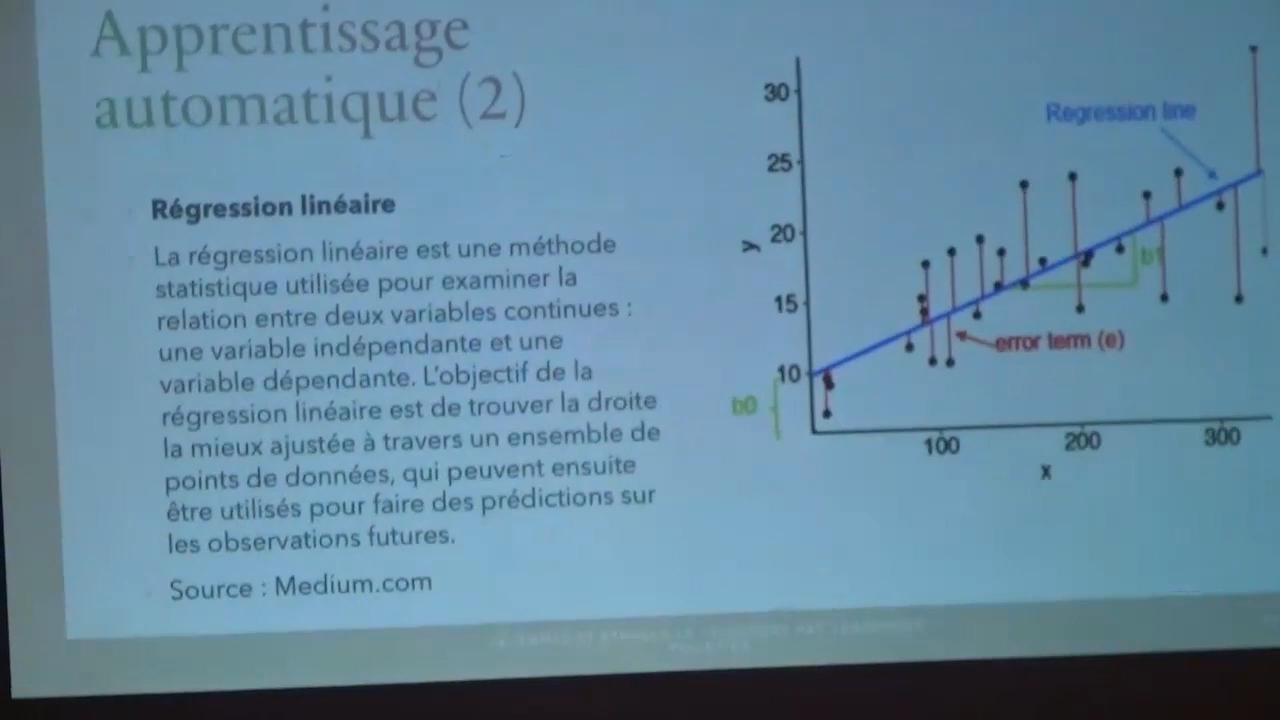 Apprentissage
automatique (2)
Régression linéaire
La régression linéaire est une méthode
statistique utilisée pour examiner la
relation entre deux variables continues :
une variable indépendante et une
variable dépendante. L'objectif de la
régression linéaire est de trouver la droite
la mieux ajustée à travers un ensemble de
points de données, qui peuvent ensuite
être utilisés pour faire des prédictions sur
les observations futures.
Source : Medium.com
30
25
20
15
10
y
Regression line
b1
error term (e)
b0
100
200
300
x